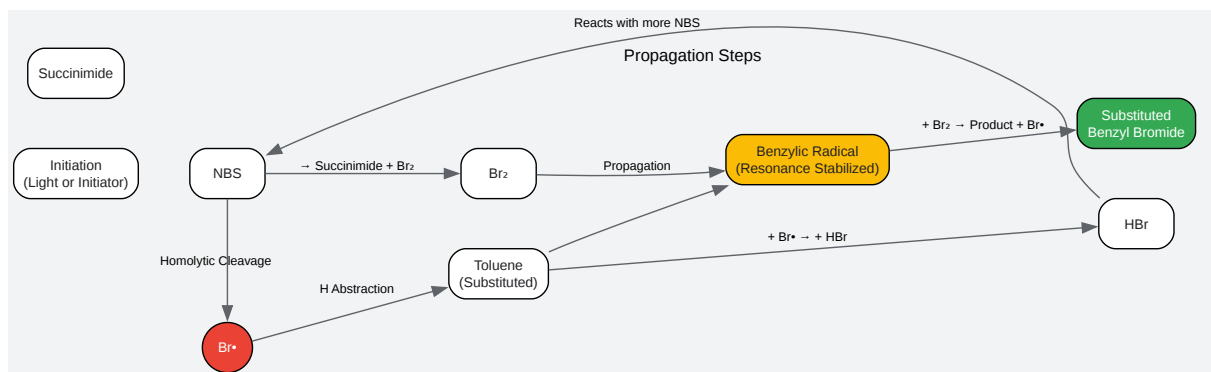 Reacts with more NBS
Propagation Steps
Succinimide
Substituted
Benzyl Bromide
+ Br₂ → Product + Br•
Initiation
(Light or Initiator)
NBS
→ Succinimide + Br₂
Br₂
Propagation
Benzylic Radical
(Resonance Stabilized)
HBr
+ Br• → + HBr
Homolytic Cleavage
Toluene
(Substituted)
H Abstraction
Br•